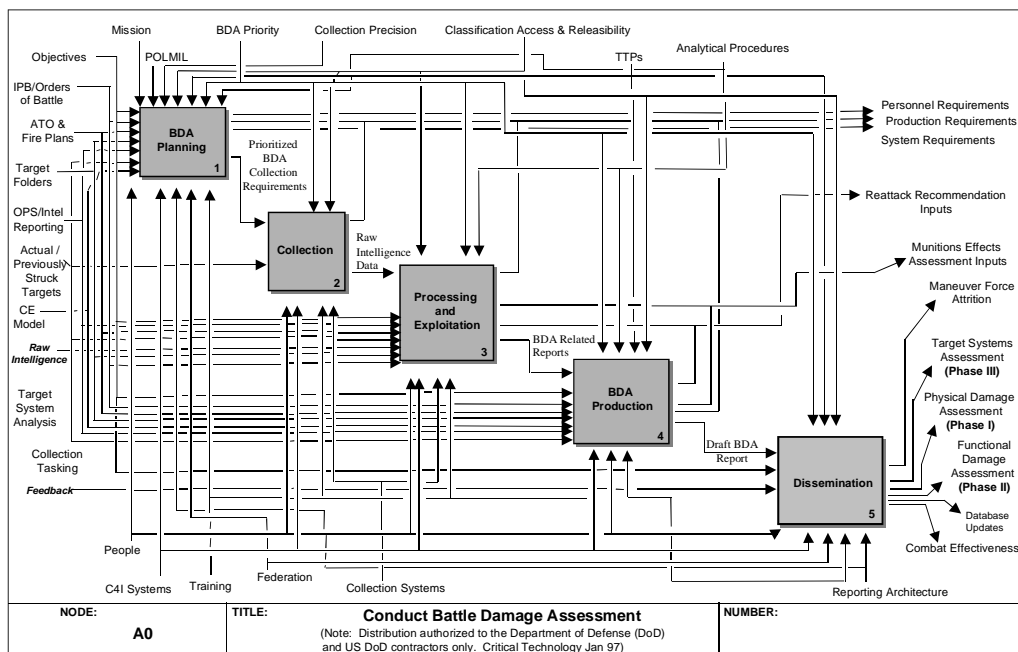 Mission
BDA Priority
Collection Precision
Classification Access & Releasibility
Analytical Procedures
Objectives
POLMIL
TTPs
IPB/Orders
of Battle
ATO &
Fire Plans
Target
Folders
OPS/Intel
Reporting
Actual /
Previously
Struck
Targets
CE
Model
Raw
Intelligence
Target
System
Analysis
Collection
Tasking
Feedback
BDA
Planning
1
Prioritized
BDA
Collection
Requirements
Collection
2
Raw
Intelligence
Data
Processing
and
Exploitation
3
BDA Related
Reports
BDA
Production
4
Draft BDA
Report
Dissemination
5
Personnel Requirements
Production Requirements
System Requirements
Reattack Recommendation
Inputs
Munitions Effects
Assessment Inputs
Maneuver Force
Attrition
Target Systems
Assessment
(Phase III)
Physical Damage
Assessment
(Phase I)
Functional
Damage
Assessment
(Phase II)
Database
Updates
Combat Effectiveness
People
C4I Systems
Training
Federation
Collection Systems
Reporting Architecture
NODE:
A0
TITLE:
Conduct Battle Damage Assessment
(Note: Distribution authorized to the Department of Defense (DoD)
and US DoD contractors only. Critical Technology Jan 97)
NUMBER: